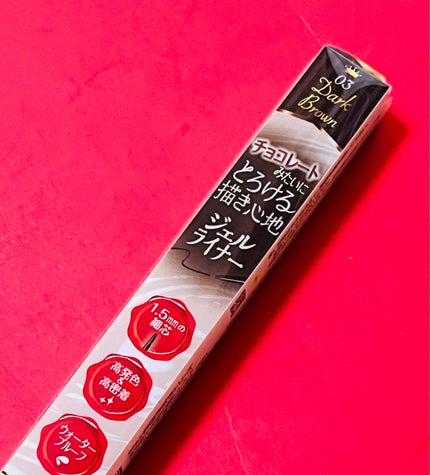 03
Dark
Brown
チョコレート
みたいに
とろける
描き心地
ジェル
ライナー
1.5mmの
細芯
高発色
&
高密着
ウォーター
プルーフ